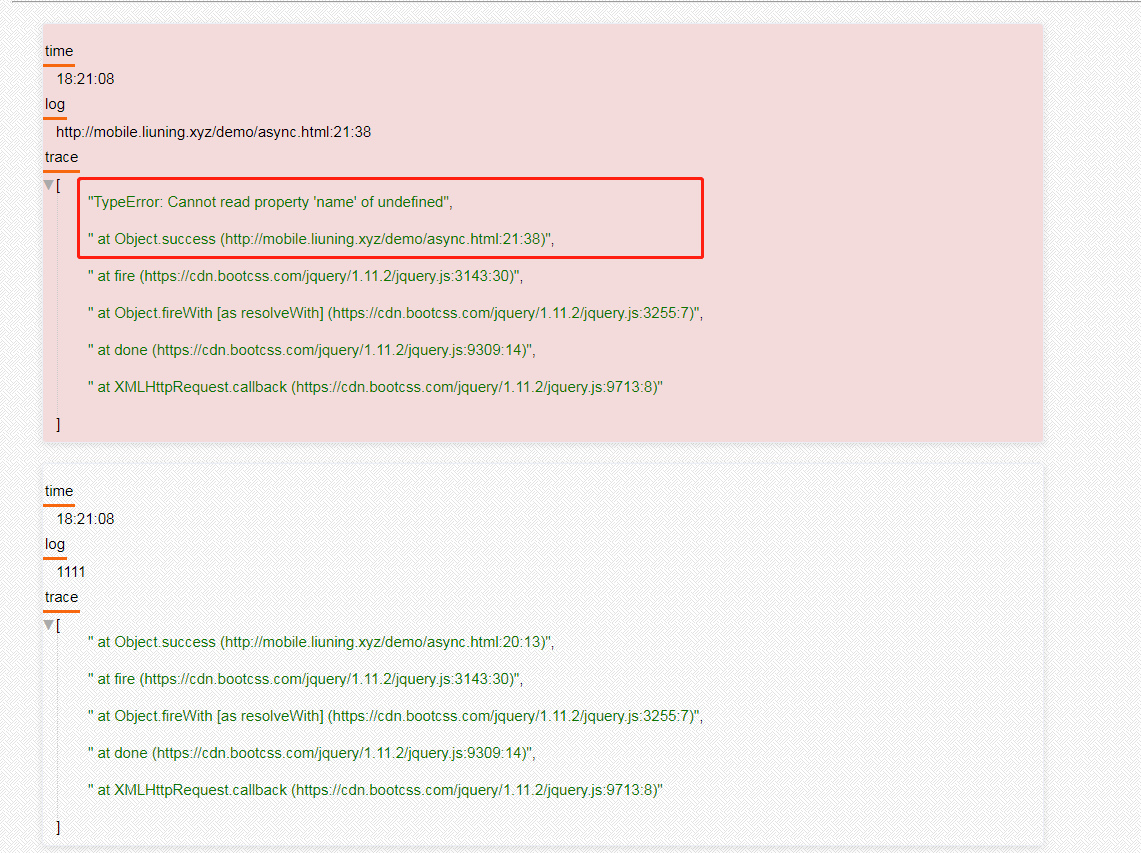 time
18:21:08
log
http://mobile.liuning.xyz/demo/async.html:21:38
trace
[
"TypeError: Cannot read property 'name' of undefined",
" at Object.success (http://mobile.liuning.xyz/demo/async.html:21:38)",
" at fire (https://cdn.bootcss.com/jquery/1.11.2/jquery.js:3143:30)",
" at Object.fireWith [as resolveWith] (https://cdn.bootcss.com/jquery/1.11.2/jquery.js:3255:7)",
" at done (https://cdn.bootcss.com/jquery/1.11.2/jquery.js:9309:14)",
" at XMLHttpRequest.callback (https://cdn.bootcss.com/jquery/1.11.2/jquery.js:9713:8)"
]
time
18:21:08
log
1111
trace
[
" at Object.success (http://mobile.liuning.xyz/demo/async.html:20:13)",
" at fire (https://cdn.bootcss.com/jquery/1.11.2/jquery.js:3143:30)",
" at Object.fireWith [as resolveWith] (https://cdn.bootcss.com/jquery/1.11.2/jquery.js:3255:7)",
" at done (https://cdn.bootcss.com/jquery/1.11.2/jquery.js:9309:14)",
" at XMLHttpRequest.callback (https://cdn.bootcss.com/jquery/1.11.2/jquery.js:9713:8)"
]